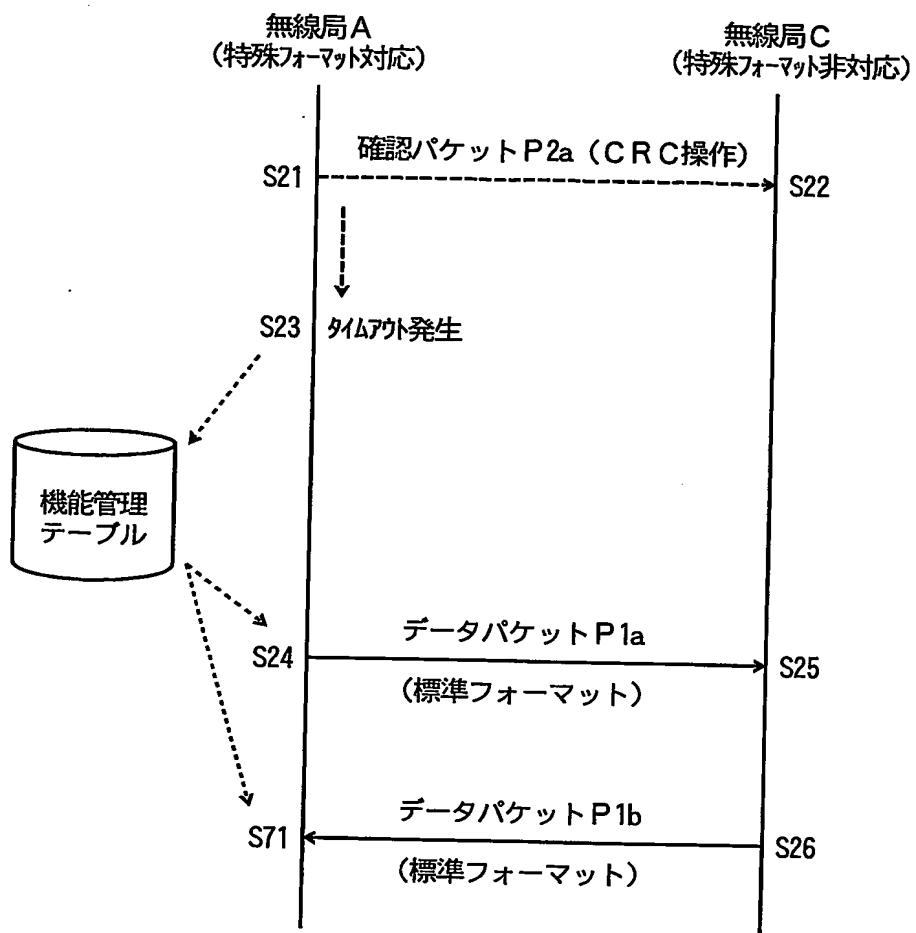 無線局A
(特殊フォーマット対応)
無線局C
(特殊フォーマット非対応)
確認パケットP2a(CRC操作)
S21
S22
S23
タイムアウト発生
機能管理
テーブル
データパケットP1a
S24
S25
(標準フォーマット)
データパケットP1b
S71
S26
(標準フォーマット)